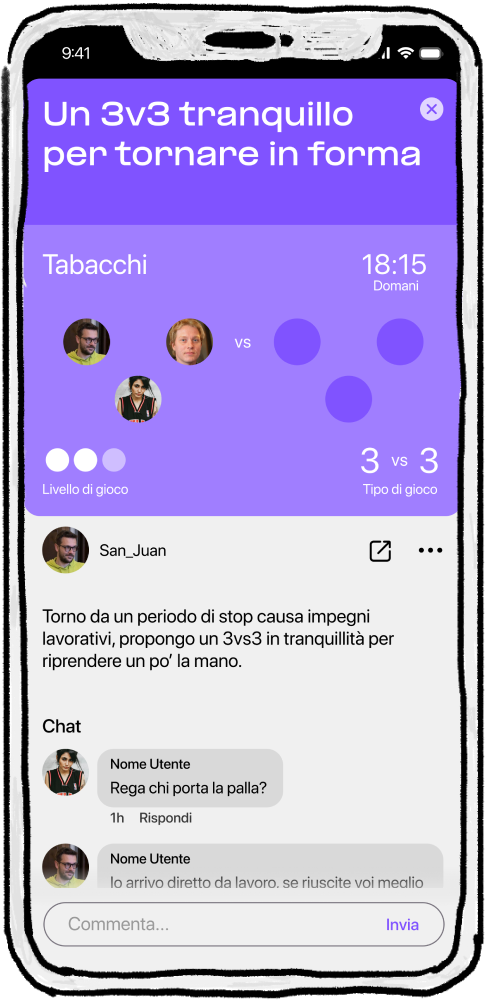 9:41
Un 3v3 tranquillo
per tornare in forma
Tabacchi
18:15
Domani
vs
3 vs 3
Livello di gioco
Tipo di gioco
San_Juan
Torno da un periodo di stop causa impegni
lavorativi, propongo un 3vs3 in tranquillità per
riprendere un po’ la mano.
Chat
Nome Utente
Rega chi porta la palla?
1h Rispondi
Nome Utente
Io arrivo diretto da lavoro, se riuscite voi meglio
Commenta...
Invia